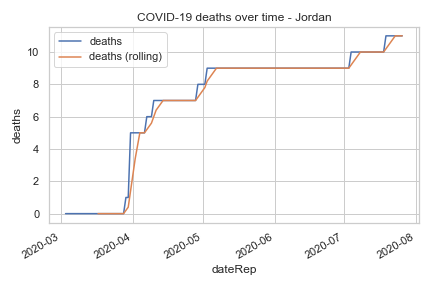 COVID-19 deaths over time - Jordan
deaths
deaths (rolling)
10
8
6
4
2
0
deaths
2020-03
2020-04
2020-05
2020-06
2020-07
2020-08
dateRep